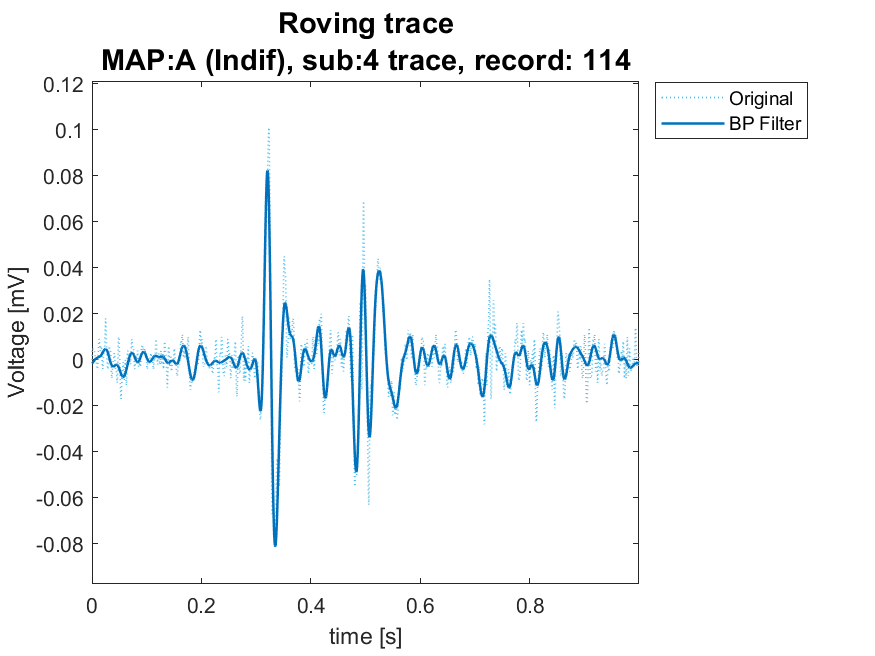 Roving trace
MAP:A (Indif), sub:4 trace, record: 114
Original
BP Filter
0.12
0.1
0.08
0.06
0.04
0.02
0
-0.02
-0.04
-0.06
-0.08
Voltage [mV]
0
0.2
0.4
0.6
0.8
time [s]